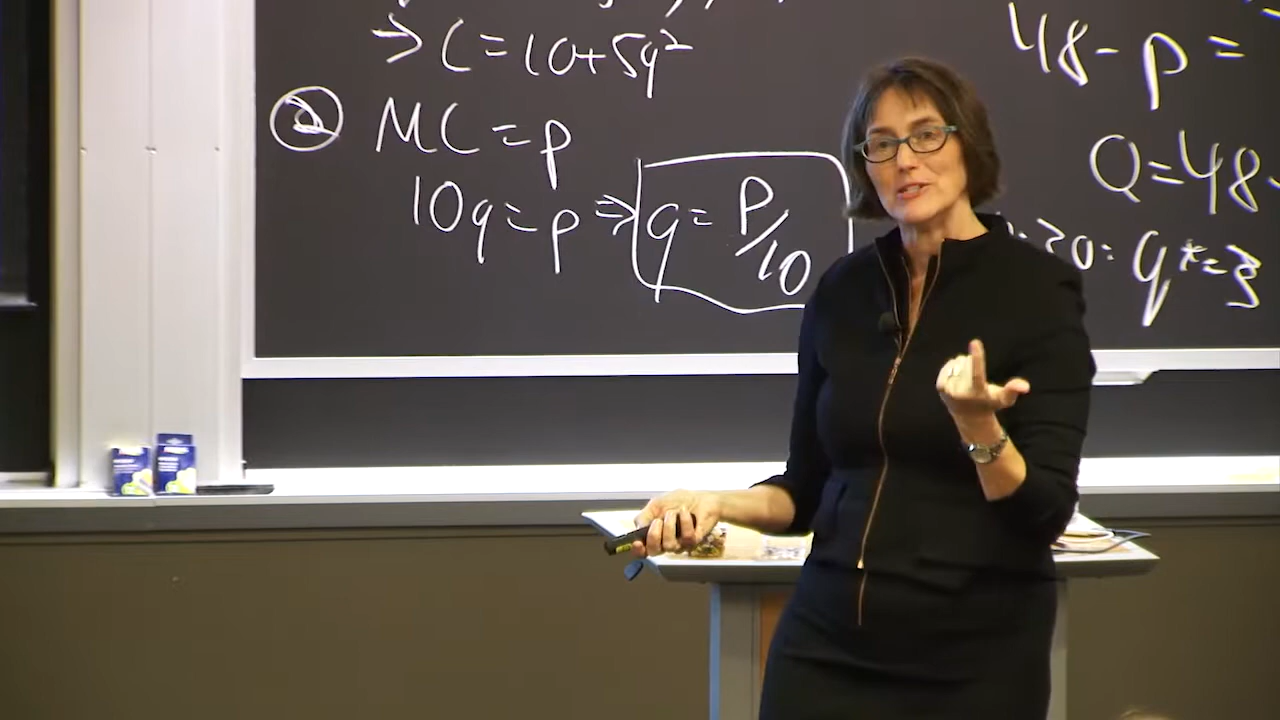 ⇒ C = 10+5q²
② MC = p
10q = p ⇒ q = P/10
48 - p =
Q = 48 -
20: q* = 3